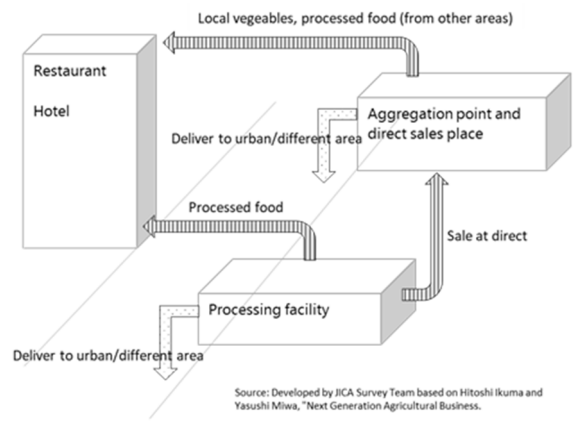 Local vegeables, processed food (from other areas)
Restaurant
Hotel
Aggregation point and
direct sales place
Deliver to urban/different area
Processed food
Sale at direct
Processing facility
Deliver to urban/different area
Source: Developed by JICA Survey Team based on Hitoshi Ikuma and
Yasushi Miwa, "Next Generation Agricultural Business.